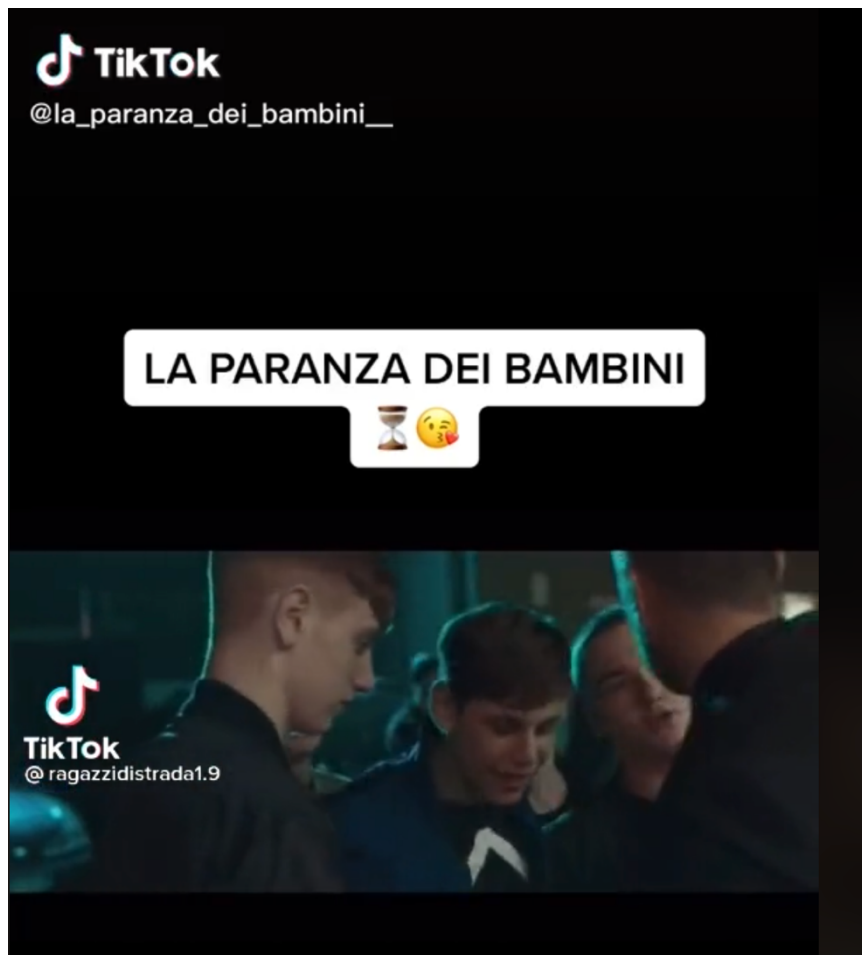 TikTok
@la_paranza_dei_bambini__
LA PARANZA DEI BAMBINI
⏳😘
TikTok
@ragazzidistrada1.9